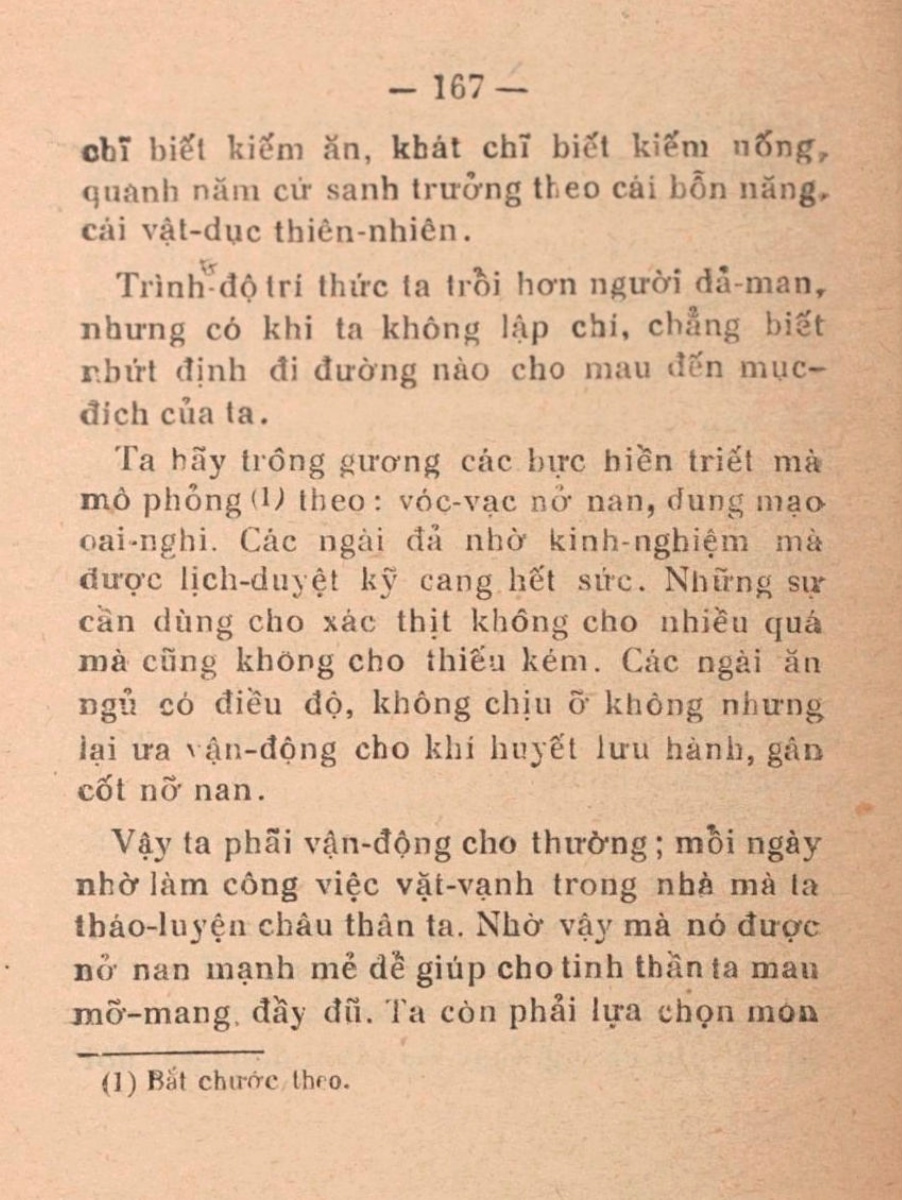 — 167 —
chĩ biết kiếm ăn, khát chĩ biết kiếm uống,
quanh năm cứ sanh trưởng theo cái bổn năng,
cái vật-dục thiên-nhiên.
Trình-độ trí thức ta trồi hơn người dả-man,
nhưng có khi ta không lập chí, chẳng biết
nhứt định đi đường nào cho mau đến mục-
đích của ta.
Ta hãy trông gương các bực hiền triết mà
mô phỏng (1) theo : vóc-vạc nở nan, dung mạo
oai-nghi. Các ngài đả nhờ kinh-nghiệm mà
được lịch-duyệt kỹ cang hết sức. Những sự
cần dùng cho xác thịt không cho nhiều quá
mà cũng không cho thiếu kém. Các ngài ăn
ngủ có điều độ, không chịu ỡ không nhưng
lại ưa vận-động cho khí huyết lưu hành, gân
cốt nỡ nan.
Vậy ta phãi vận-động cho thường ; mồi ngày
nhờ làm công việc vặt-vạnh trong nhà mà ta
tháo-luyện châu thân ta. Nhờ vậy mà nó được
nở nan mạnh mẻ để giúp cho tinh thần ta mau
mỡ-mang, đầy đũ. Ta còn phải lựa chọn món
(1) Bắt chước theo.